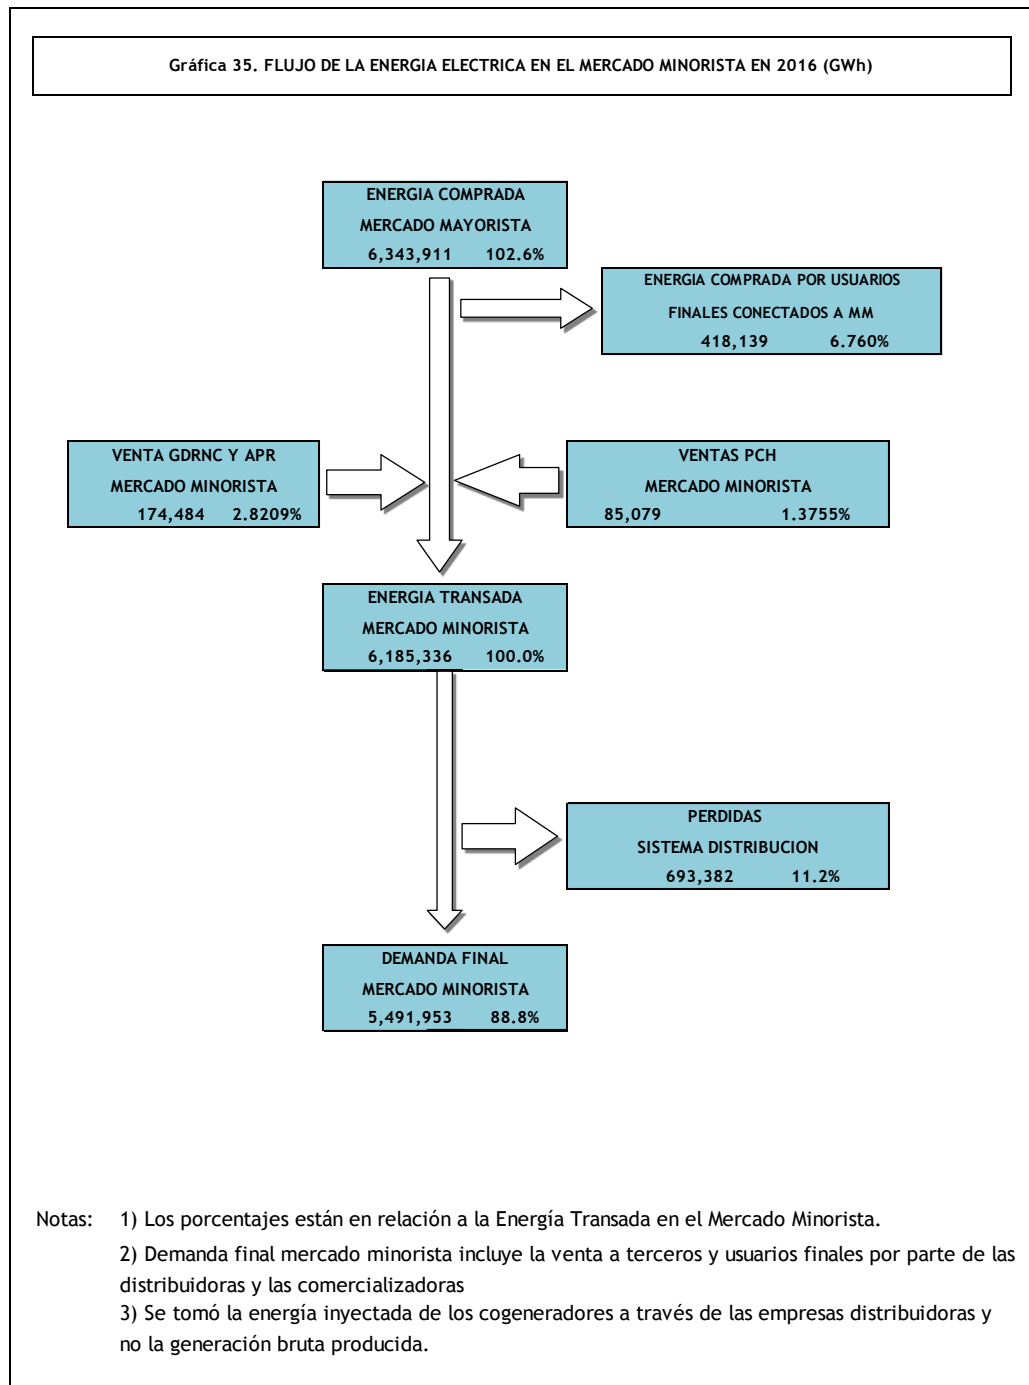 Gráfica 35. FLUJO DE LA ENERGIA ELECTRICA EN EL MERCADO MINORISTA EN 2016 (GWh)
ENERGIA COMPRADA
MERCADO MAYORISTA
6,343,911 102.6%
ENERGIA COMPRADA POR USUARIOS
FINALES CONECTADOS A MM
418,139 6.760%
VENTA GDRNC Y APR
MERCADO MINORISTA
174,484 2.8209%
VENTAS PCH
MERCADO MINORISTA
85,079 1.3755%
ENERGIA TRANSADA
MERCADO MINORISTA
6,185,336 100.0%
PERDIDAS
SISTEMA DISTRIBUCION
693,382 11.2%
DEMANDA FINAL
MERCADO MINORISTA
5,491,953 88.8%
Notas: 1) Los porcentajes están en relación a la Energía Transada en el Mercado Minorista.
2) Demanda final mercado minorista incluye la venta a terceros y usuarios finales por parte de las
distribuidoras y las comercializadoras
3) Se tomó la energía inyectada de los cogeneradores a través de las empresas distribuidoras y
no la generación bruta producida.